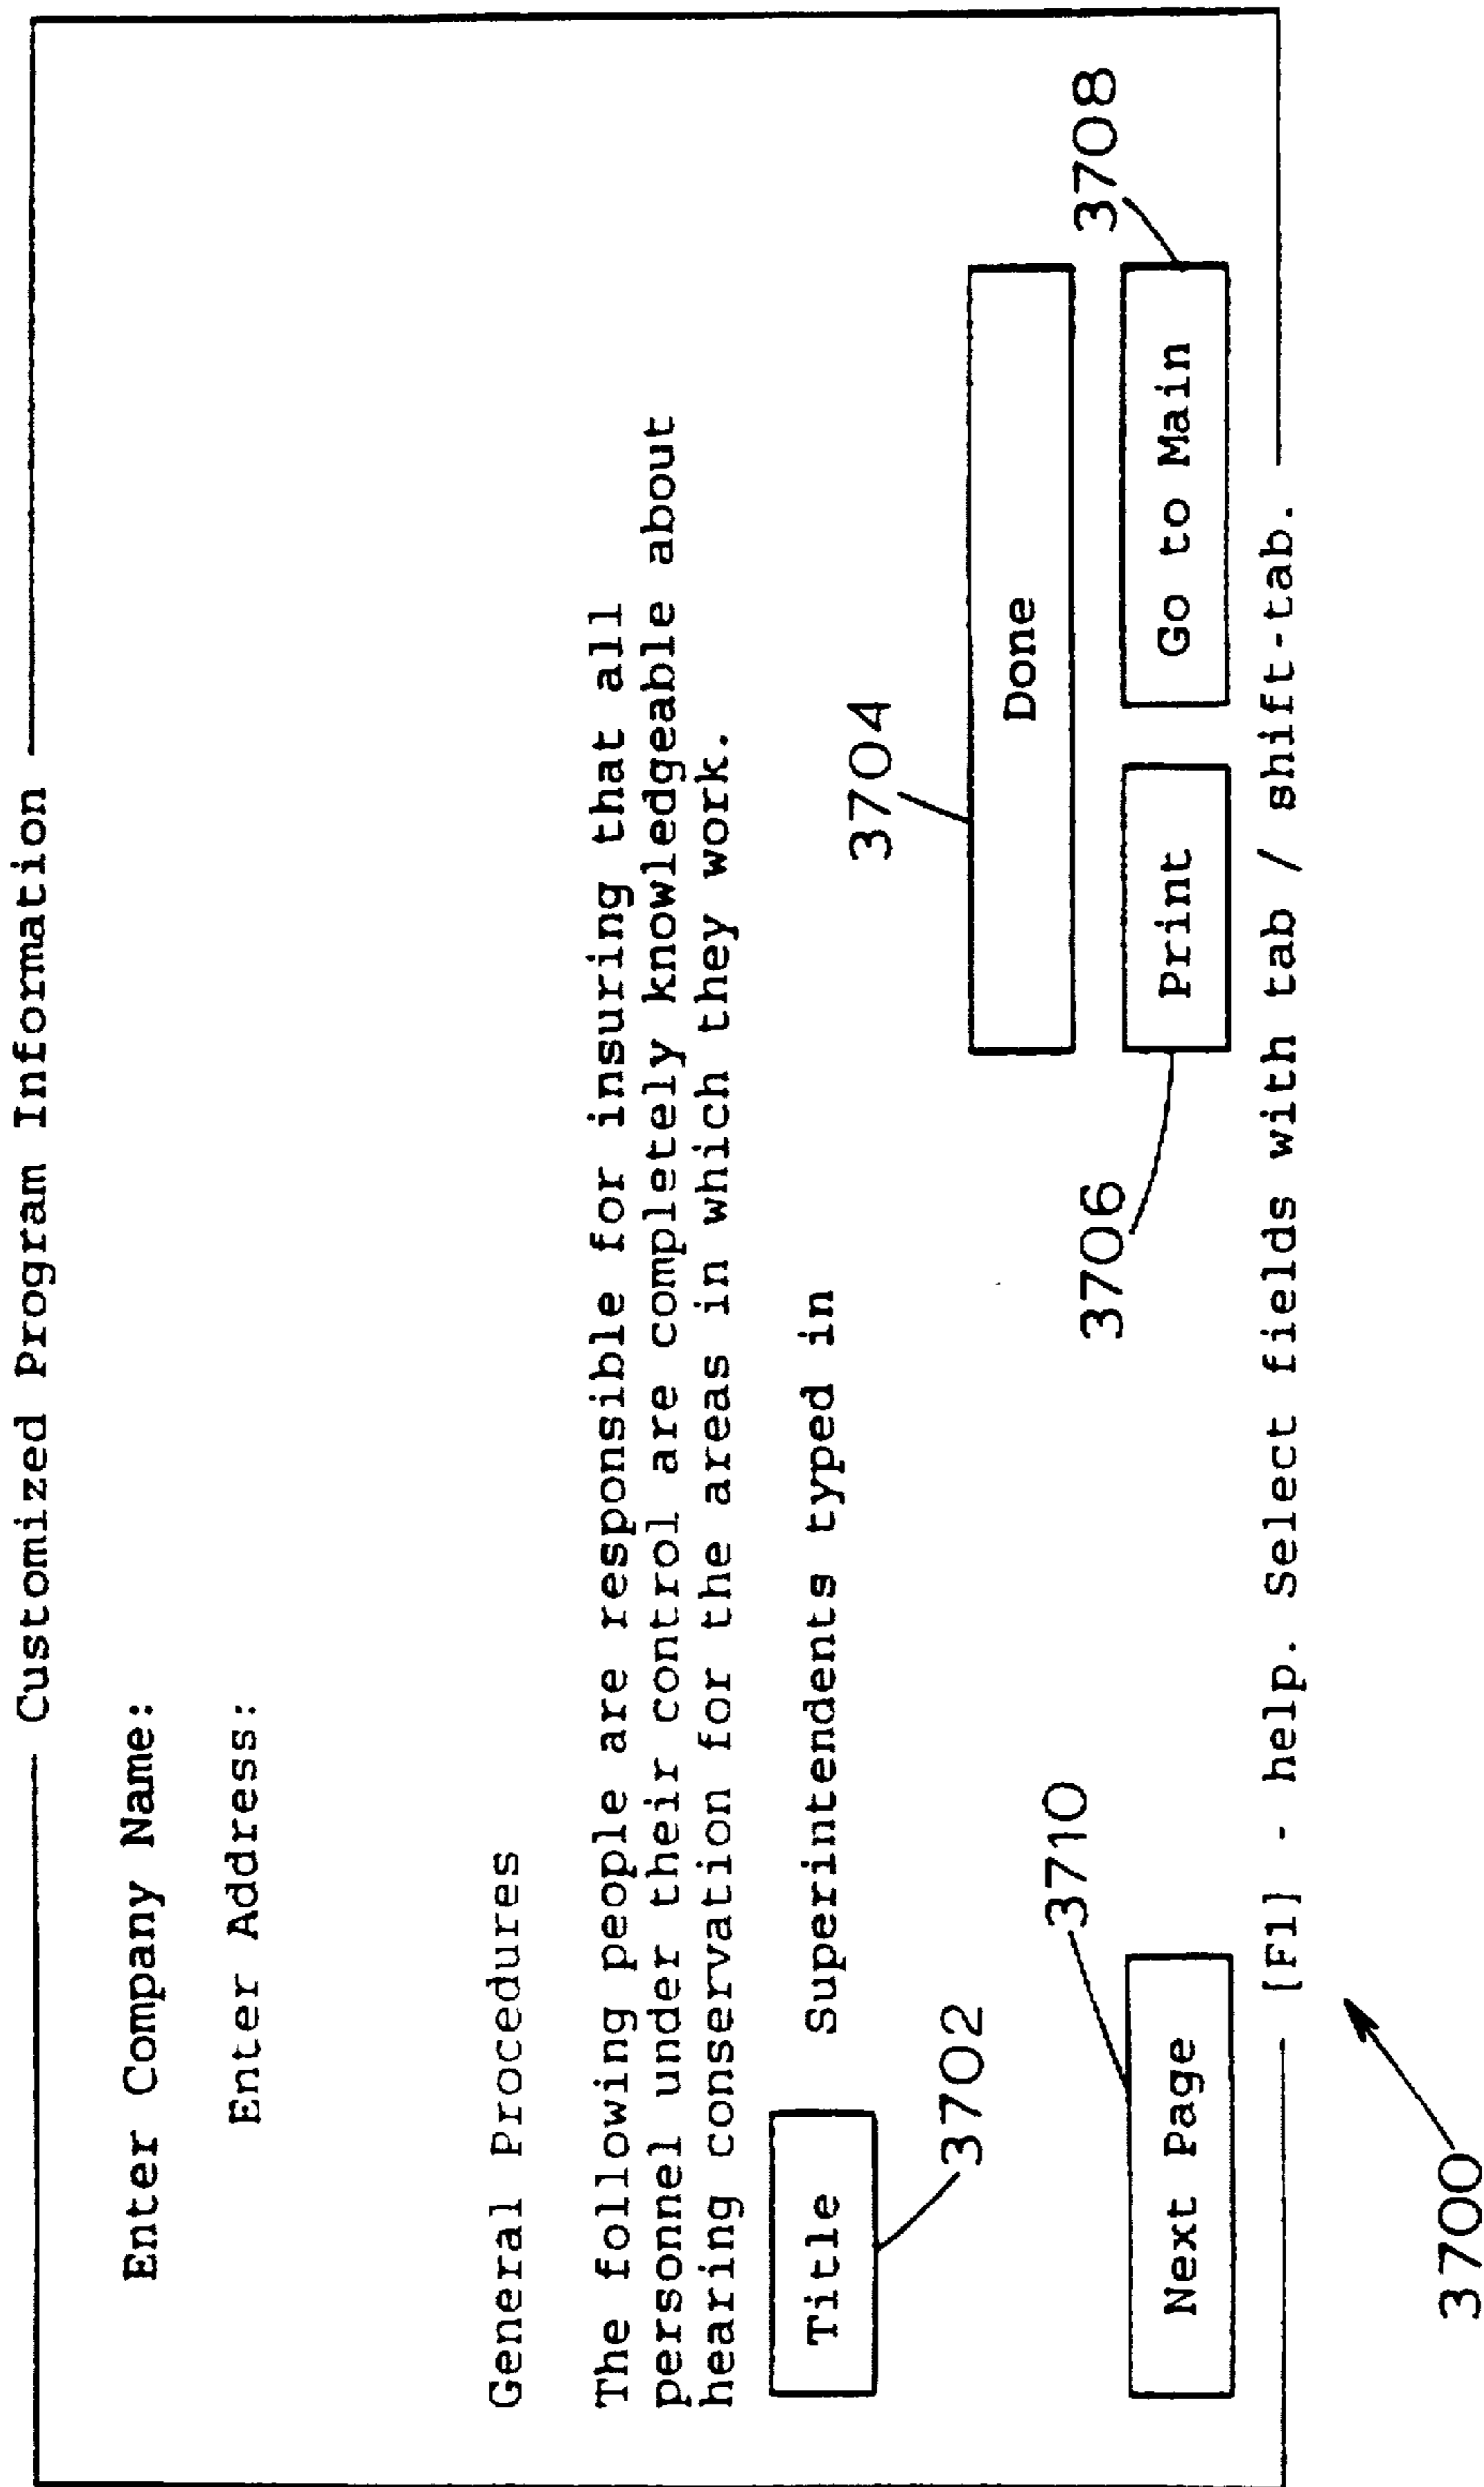 Customized Program Information
Enter Company Name:
Enter Address:
General Procedures
The following people are responsible for insuring that all
personnel under their control are completely knowledgeable about
hearing conservation for the areas in which they work.
Title Superintendents typed in
3702
3704
Done
3710
3706
3708
Next Page Print Go to Main
[F1] - help. Select fields with tab / shift-tab.
3700